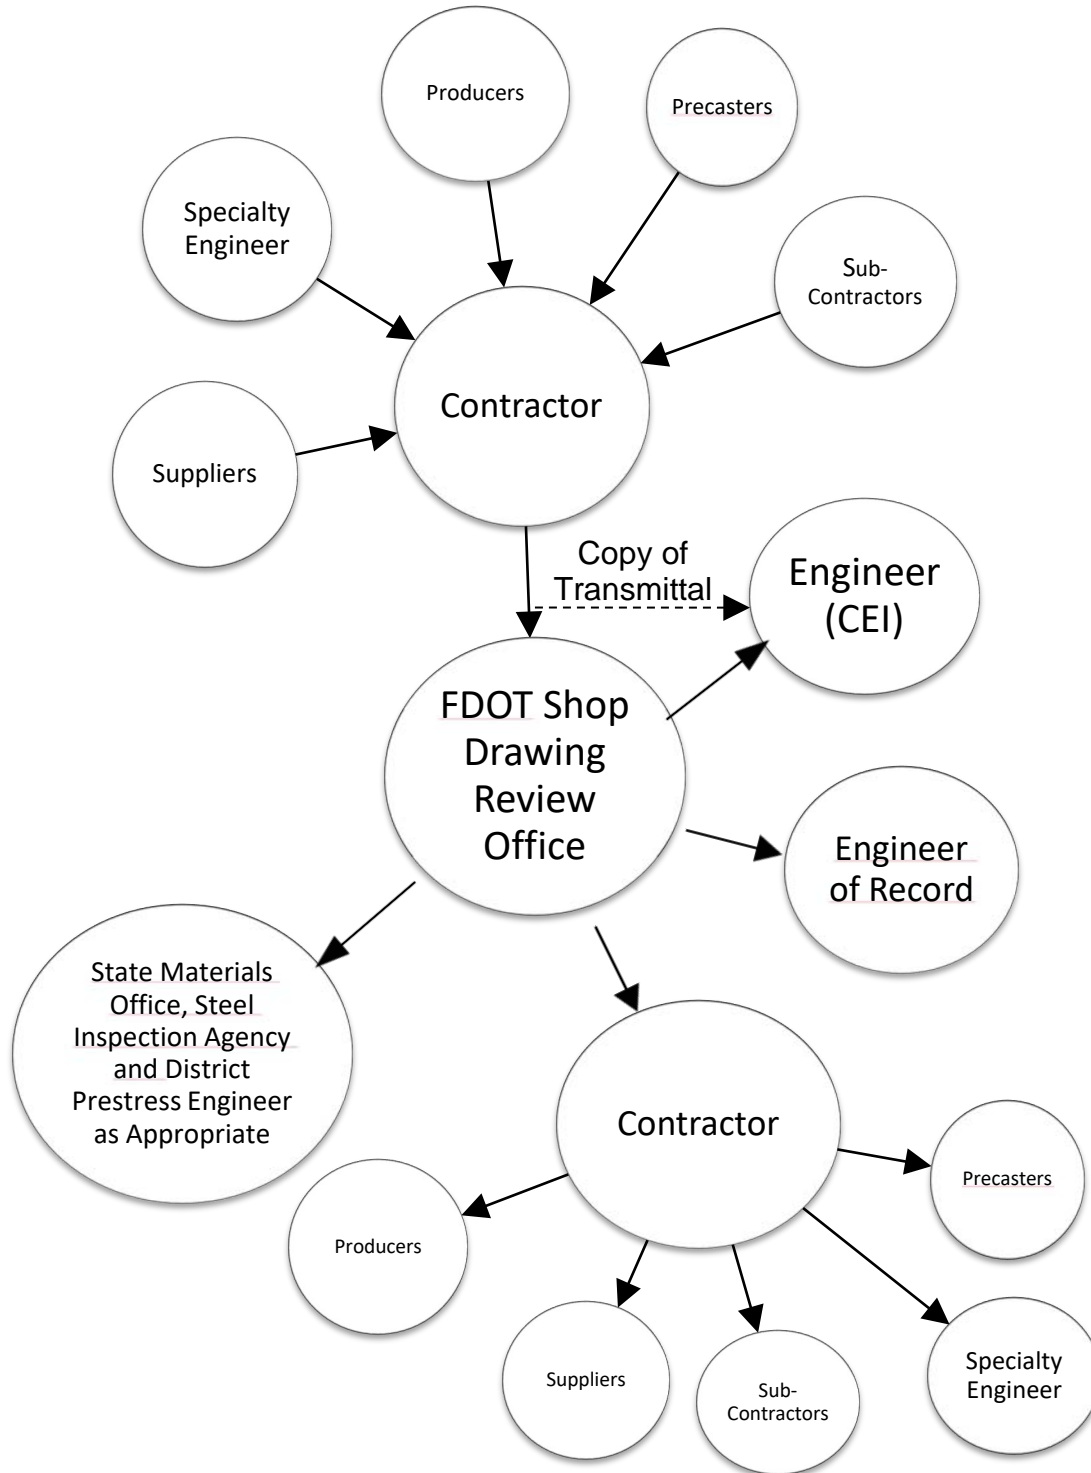 Producers
Precasters
Specialty
Engineer
Sub-
Contractors
Contractor
Suppliers
Copy of
Transmittal
Engineer
(CEI)
FDOT Shop
Drawing
Review
Office
Engineer
of Record
State Materials
Office, Steel
Inspection Agency
and District
Prestress Engineer
as Appropriate
Contractor
Precasters
Producers
Suppliers
Sub-
Contractors
Specialty
Engineer